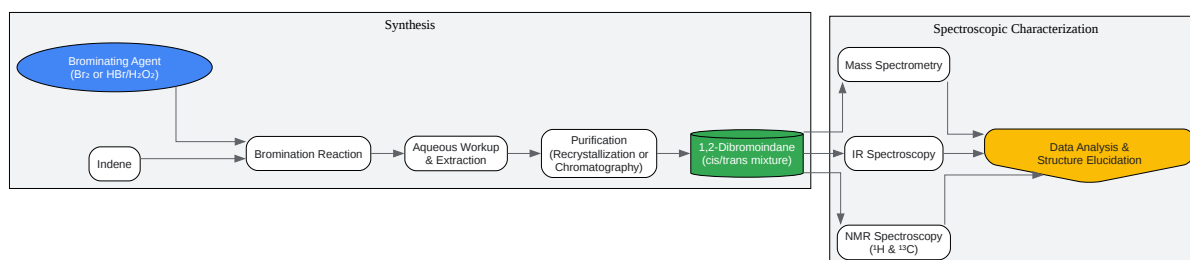 Synthesis
Brominating Agent
(Br₂ or HBr/H₂O₂)
Indene
Bromination Reaction
Aqueous Workup
& Extraction
Purification
(Recrystallization or
Chromatography)
1,2-Dibromoindane
(cis/trans mixture)
Spectroscopic Characterization
Mass Spectrometry
IR Spectroscopy
NMR Spectroscopy
(¹H & ¹³C)
Data Analysis &
Structure Elucidation